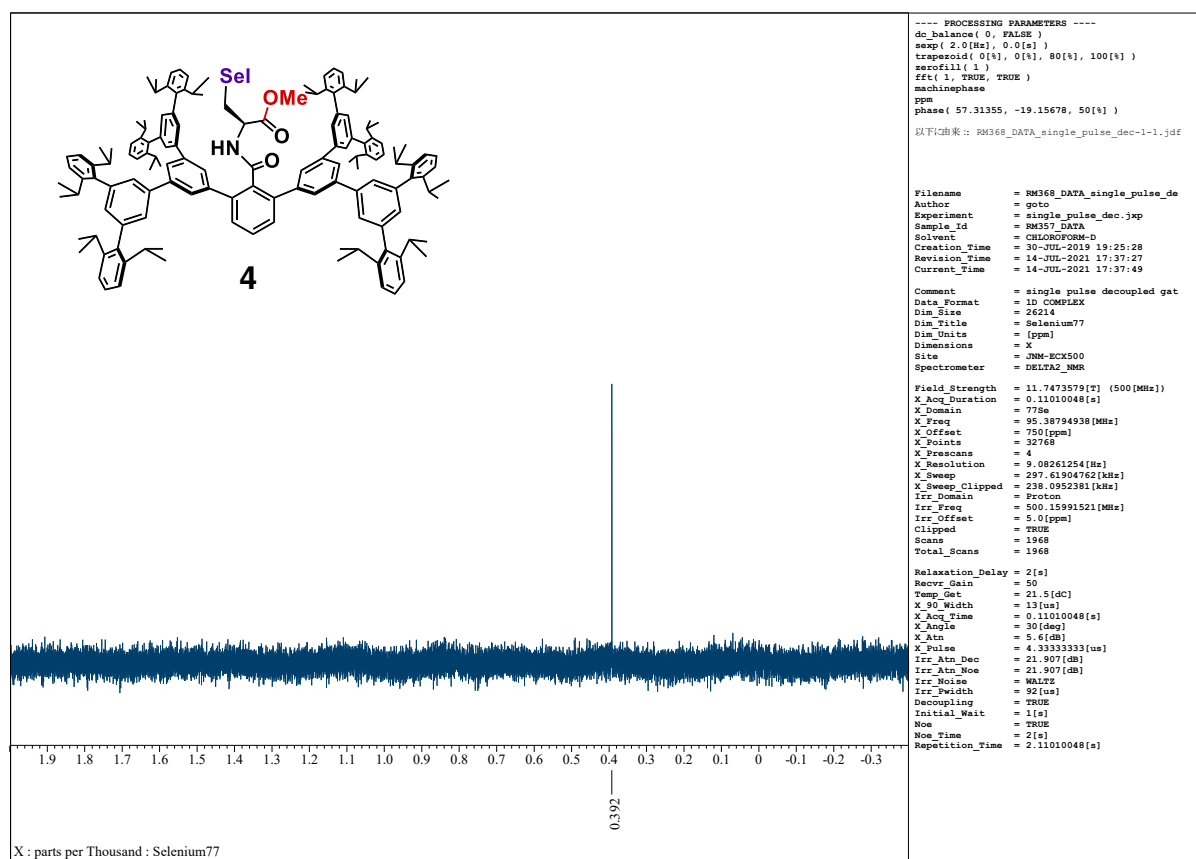 SeI
OMe
O
HN
O
4
1.9 1.8 1.7 1.6 1.5 1.4 1.3 1.2 1.1 1.0 0.9 0.8 0.7 0.6 0.5 0.4 0.3 0.2 0.1 0 -0.1 -0.2 -0.3
0.392
X : parts per Thousand : Selenium77
---- PROCESSING PARAMETERS ----
dc_balance( 0, FALSE )
sexp( 2.0[Hz], 0.0[s] )
trapezoid( 0[%], 0[%], 80[%], 100[%] )
zerofill( 1 )
fft( 1, TRUE, TRUE )
machinephase
ppm
phase( 57.31355, -19.15678, 50[%] )
以下に由来 :: RM368_DATA_single_pulse_dec-1-1.jdf
Filename = RM368_DATA_single_pulse_de
Author = goto
Experiment = single_pulse_dec.jxp
Sample_Id = RM357_DATA
Solvent = CHLOROFORM-D
Creation_Time = 30-JUL-2019 19:25:28
Revision_Time = 14-JUL-2021 17:37:27
Current_Time = 14-JUL-2021 17:37:49
Comment = single pulse decoupled gat
Data_Format = 1D COMPLEX
Dim_Size = 26214
Dim_Title = Selenium77
Dim_Units = [ppm]
Dimensions = X
Site = JNM-ECX500
Spectrometer = DELTA2_NMR
Field_Strength = 11.7473579[T] (500[MHz])
X_Acq_Duration = 0.11010048[s]
X_Domain = 77Se
X_Freq = 95.38794938[MHz]
X_Offset = 750[ppm]
X_Points = 32768
X_Prescans = 4
X_Resolution = 9.08261254[Hz]
X_Sweep = 297.61904762[kHz]
X_Sweep_Clipped = 238.0952381[kHz]
Irr_Domain = Proton
Irr_Freq = 500.15991521[MHz]
Irr_Offset = 5.0[ppm]
Clipped = TRUE
Scans = 1968
Total_Scans = 1968
Relaxation_Delay = 2[s]
Recvr_Gain = 50
Temp_Get = 21.5[dC]
X_90_Width = 13[us]
X_Acq_Time = 0.11010048[s]
X_Angle = 30[deg]
X_Atn = 5.6[dB]
X_Pulse = 4.33333333[us]
Irr_Atn_Dec = 21.907[dB]
Irr_Atn_Noe = 21.907[dB]
Irr_Noise = WALTZ
Irr_Pwidth = 92[us]
Decoupling = TRUE
Initial_Wait = 1[s]
Noe = TRUE
Noe_Time = 2[s]
Repetition_Time = 2.11010048[s]